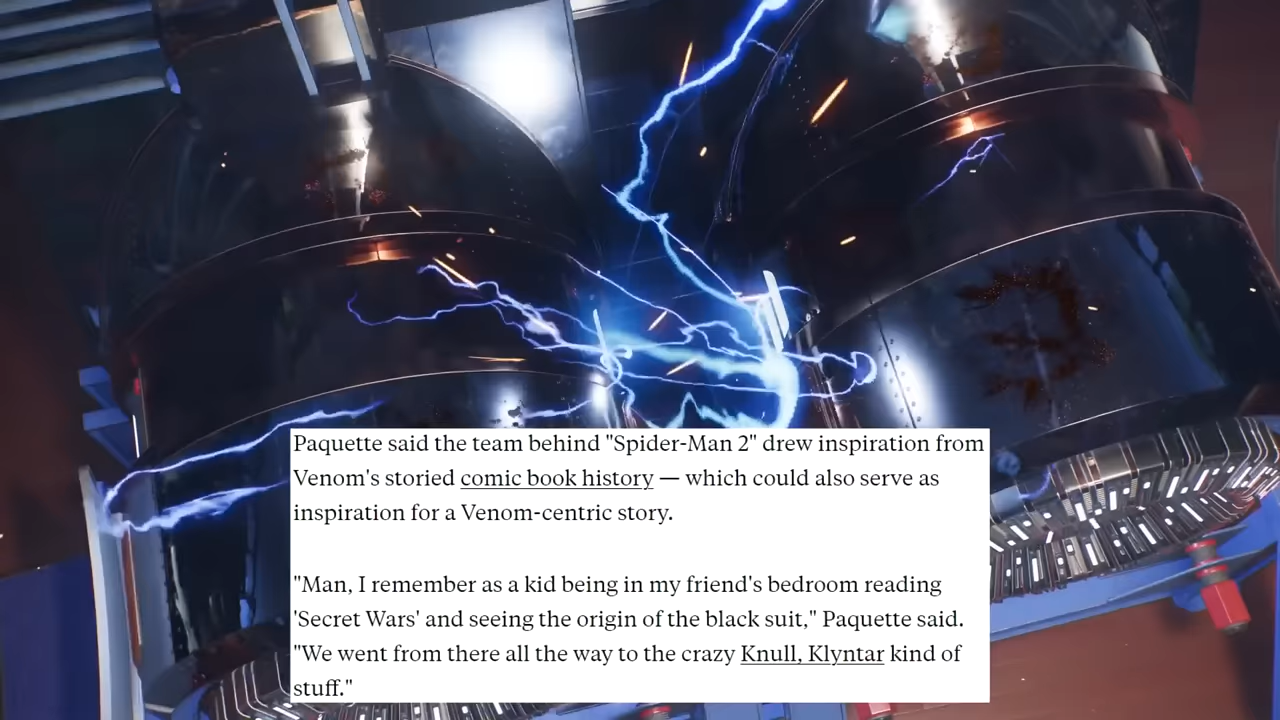 Paquette said the team behind "Spider-Man 2" drew inspiration from
Venom's storied comic book history — which could also serve as
inspiration for a Venom-centric story.
"Man, I remember as a kid being in my friend's bedroom reading
'Secret Wars' and seeing the origin of the black suit," Paquette said.
"We went from there all the way to the crazy Knull, Klyntar kind of
stuff."